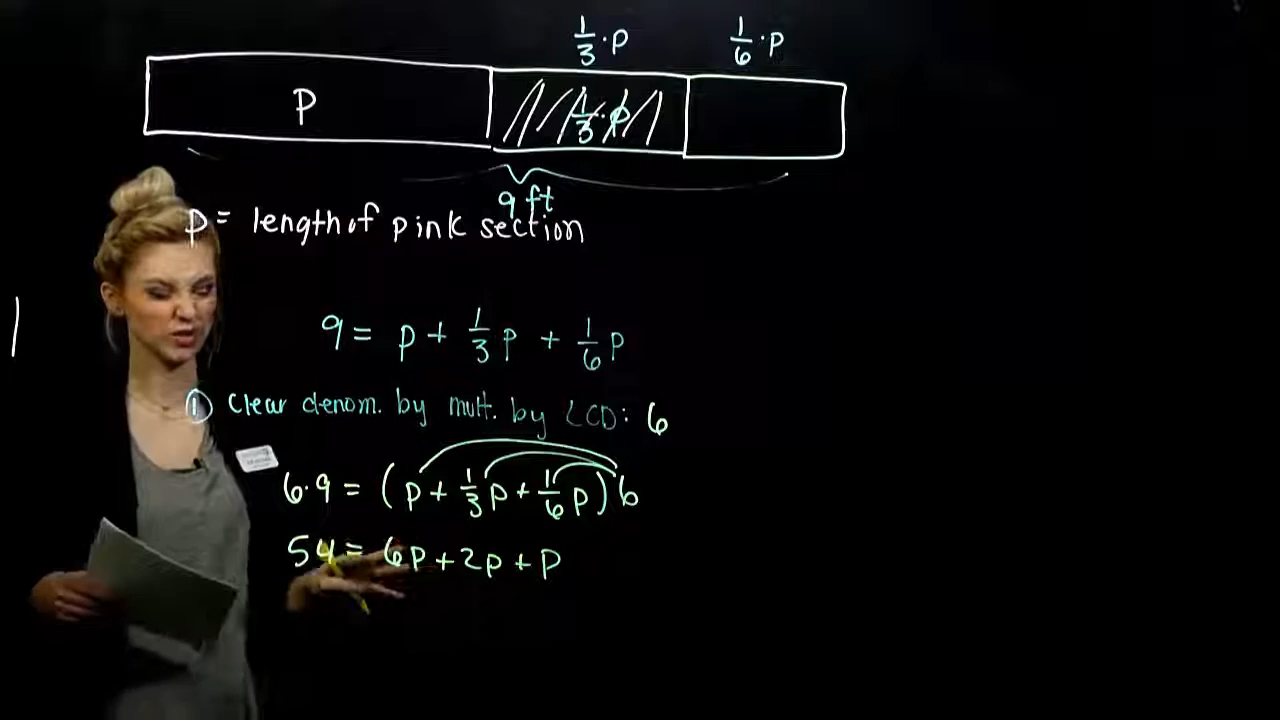 1/3 · p 1/6 · p
p 1/3 · p
9 ft
p = length of pink section
9 = p + 1/3 p + 1/6 p
① Clear denom. by mult. by LCD: 6
6·9 = (p + 1/3 p + 1/6 p) 6
54 = 6p + 2p + p